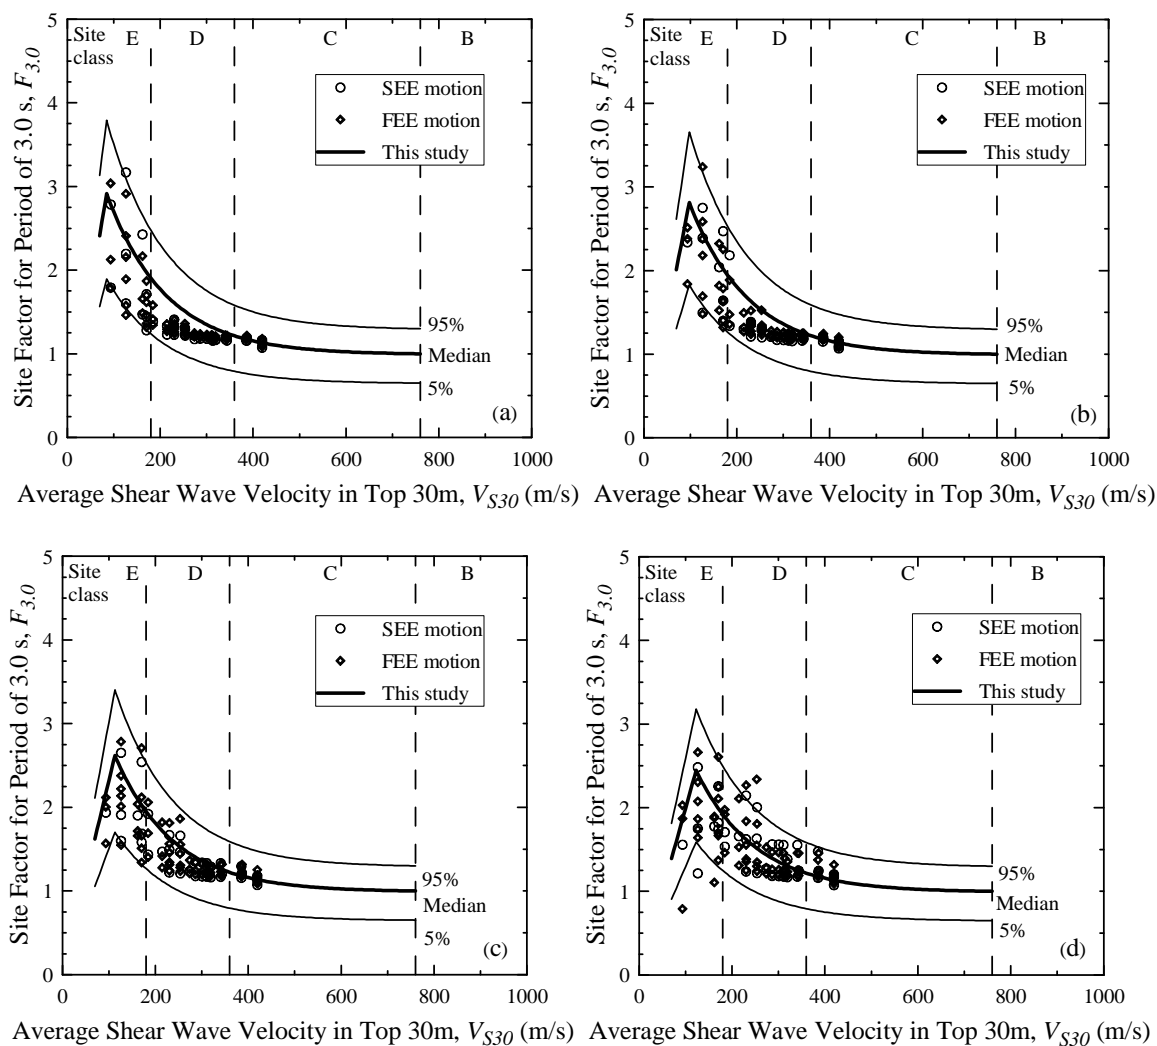 Site Factor for Period of 3.0 s, F3.0
5
4
3
2
1
0
Site
class
E
D
C
B
SEE motion
FEE motion
This study
95%
Median
5%
(a)
0
200
400
600
800
1000
Average Shear Wave Velocity in Top 30m, VS30 (m/s)
Site Factor for Period of 3.0 s, F3.0
5
4
3
2
1
0
Site
class
E
D
C
B
SEE motion
FEE motion
This study
95%
Median
5%
(b)
0
200
400
600
800
1000
Average Shear Wave Velocity in Top 30m, VS30 (m/s)
Site Factor for Period of 3.0 s, F3.0
5
4
3
2
1
0
Site
class
E
D
C
B
SEE motion
FEE motion
This study
95%
Median
5%
(c)
0
200
400
600
800
1000
Average Shear Wave Velocity in Top 30m, VS30 (m/s)
Site Factor for Period of 3.0 s, F3.0
5
4
3
2
1
0
Site
class
E
D
C
B
SEE motion
FEE motion
This study
95%
Median
5%
(d)
0
200
400
600
800
1000
Average Shear Wave Velocity in Top 30m, VS30 (m/s)